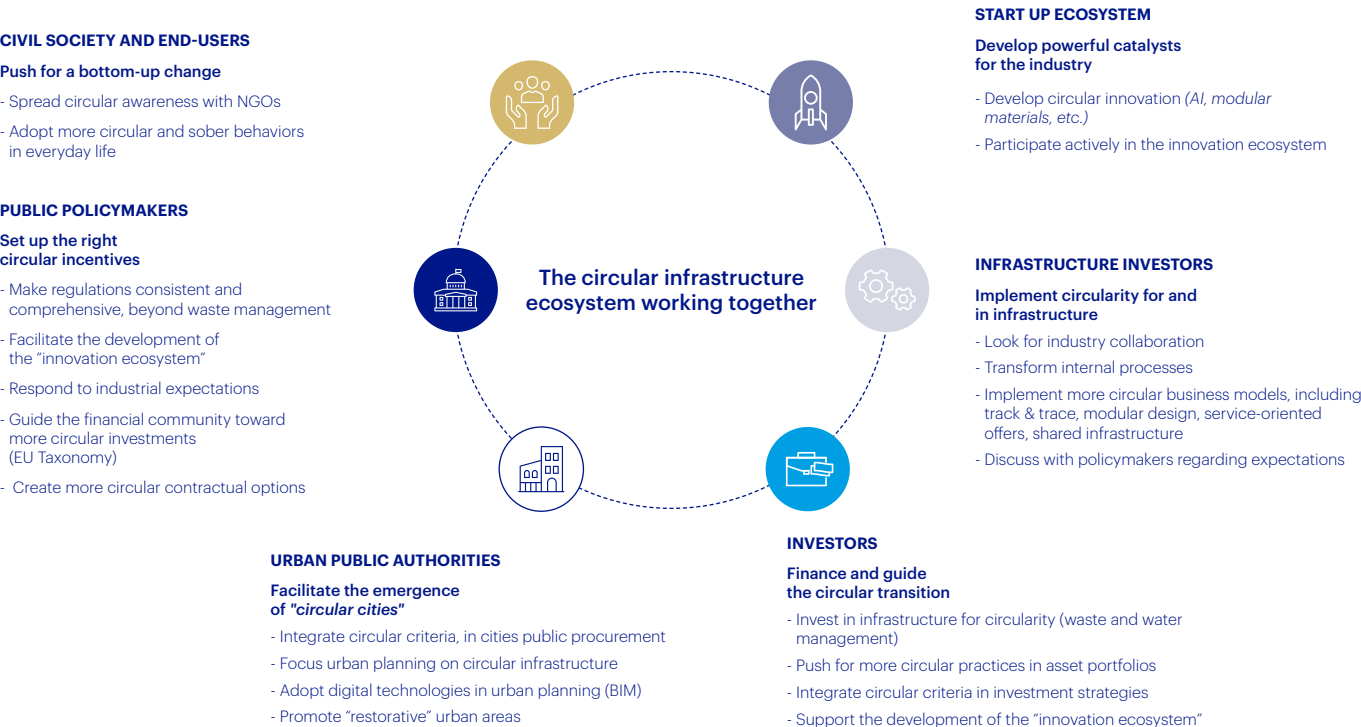 CIVIL SOCIETY AND END-USERS
Push for a bottom-up change
- Spread circular awareness with NGOs
- Adopt more circular and sober behaviors
in everyday life
PUBLIC POLICYMAKERS
Set up the right
circular incentives
- Make regulations consistent and
comprehensive, beyond waste management
- Facilitate the development of
the “innovation ecosystem”
- Respond to industrial expectations
- Guide the financial community toward
more circular investments
(EU Taxonomy)
- Create more circular contractual options
The circular infrastructure
ecosystem working together
START UP ECOSYSTEM
Develop powerful catalysts
for the industry
- Develop circular innovation (AI, modular
materials, etc.)
- Participate actively in the innovation ecosystem
INFRASTRUCTURE INVESTORS
Implement circularity for and
in infrastructure
- Look for industry collaboration
- Transform internal processes
- Implement more circular business models, including
track & trace, modular design, service-oriented
offers, shared infrastructure
- Discuss with policymakers regarding expectations
URBAN PUBLIC AUTHORITIES
Facilitate the emergence
of "circular cities"
- Integrate circular criteria, in cities public procurement
- Focus urban planning on circular infrastructure
- Adopt digital technologies in urban planning (BIM)
- Promote “restorative” urban areas
INVESTORS
Finance and guide
the circular transition
- Invest in infrastructure for circularity (waste and water
management)
- Push for more circular practices in asset portfolios
- Integrate circular criteria in investment strategies
- Support the development of the “innovation ecosystem”